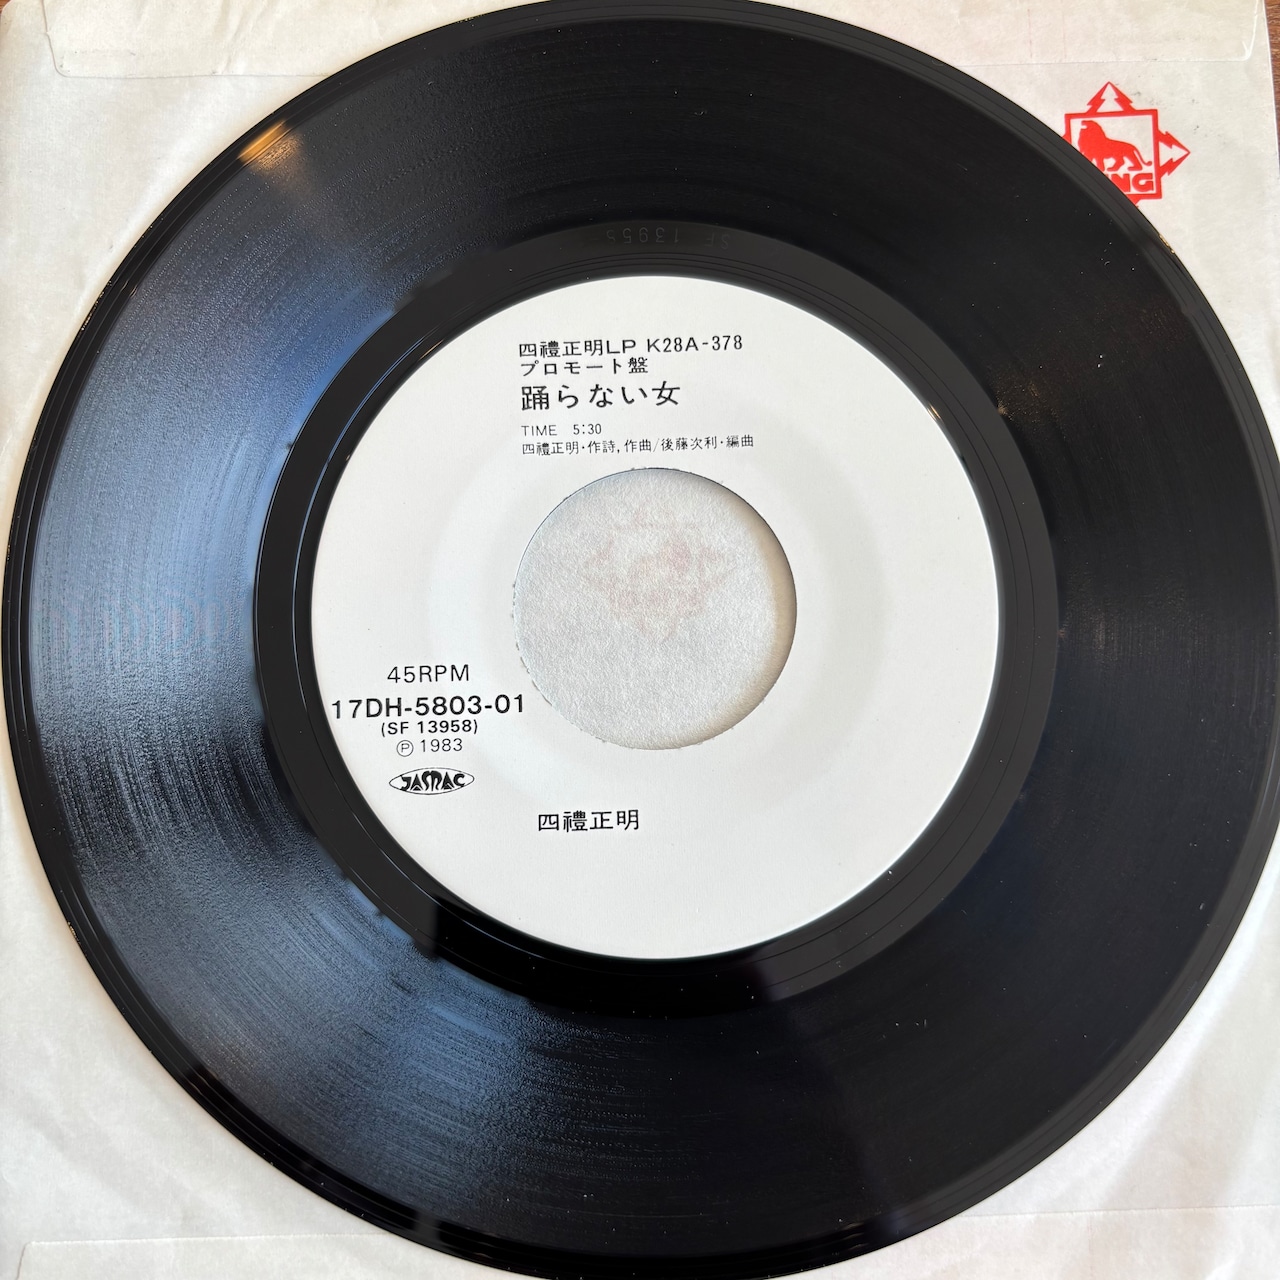 四禮正明LP K28A-378
プロモート盤
踊らない女
TIME 5:30
四禮正明・作詩,作曲/後藤次利・編曲
45RPM
17DH-5803-01
(SF 13958)
Ⓟ 1983
JASRAC
四禮正明
SF 13958